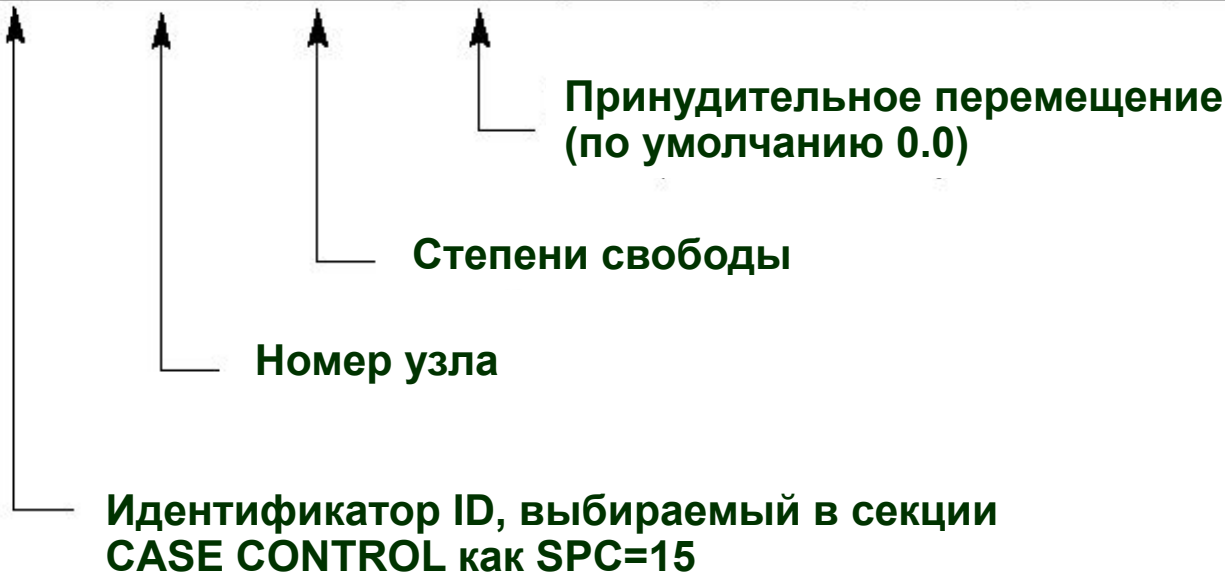 Принудительное перемещение
(по умолчанию 0.0)
Степени свободы
Номер узла
Идентификатор ID, выбираемый в секции
CASE CONTROL как SPC=15